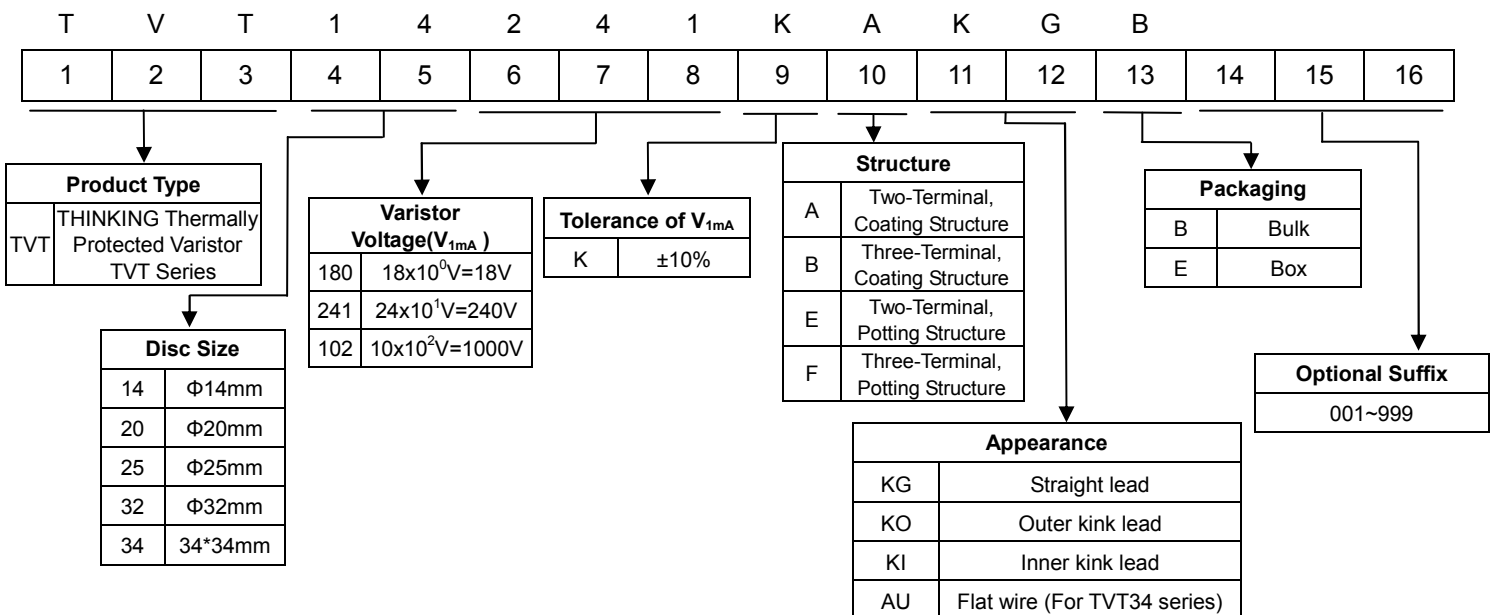 T V T 1 4 2 4 1 K A K G B
1 2 3 4 5 6 7 8 9 10 11 12 13 14 15 16
Product Type
TVT THINKING Thermally
Protected Varistor
TVT Series
Disc Size
14 Φ14mm
20 Φ20mm
25 Φ25mm
32 Φ32mm
34 34*34mm
Varistor
Voltage(V₁mA )
180 18x10⁰V=18V
241 24x10¹V=240V
102 10x10²V=1000V
Tolerance of V₁mA
K ±10%
Structure
A Two-Terminal,
Coating Structure
B Three-Terminal,
Coating Structure
E Two-Terminal,
Potting Structure
F Three-Terminal,
Potting Structure
Appearance
KG Straight lead
KO Outer kink lead
KI Inner kink lead
AU Flat wire (For TVT34 series)
Packaging
B Bulk
E Box
Optional Suffix
001~999